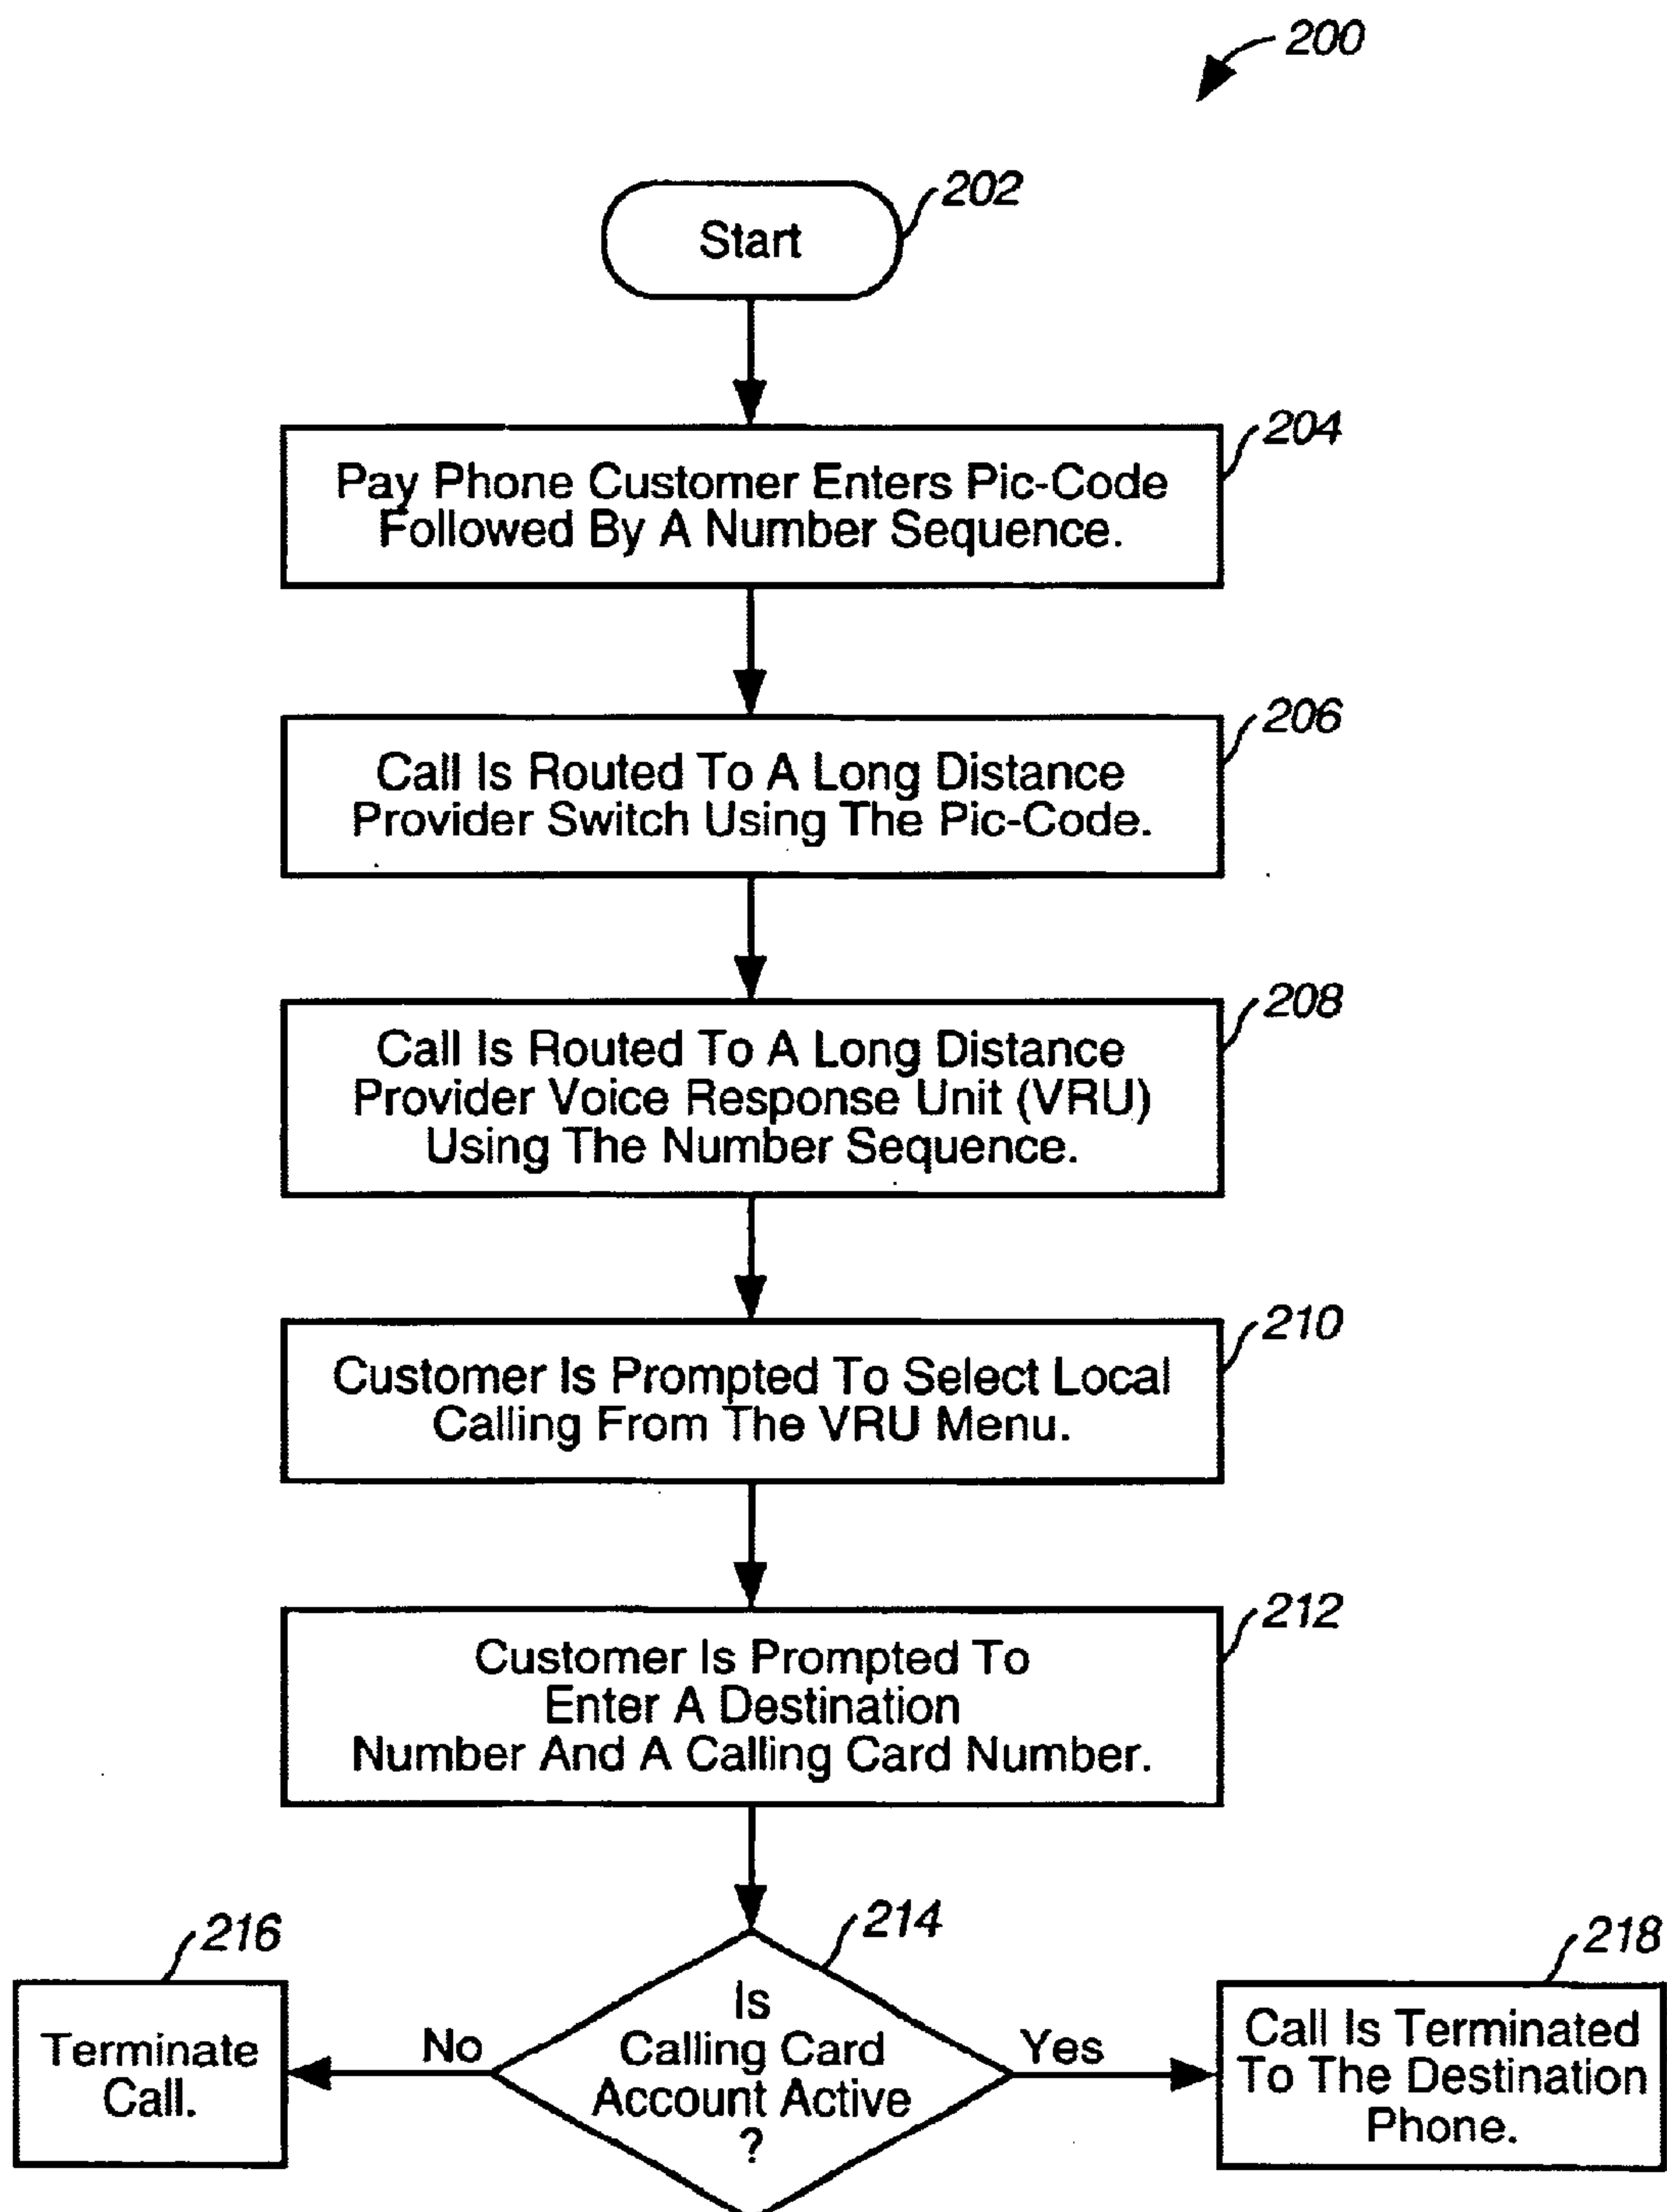 200
202
Start
204
Pay Phone Customer Enters Pic-Code
Followed By A Number Sequence.
206
Call Is Routed To A Long Distance
Provider Switch Using The Pic-Code.
208
Call Is Routed To A Long Distance
Provider Voice Response Unit (VRU)
Using The Number Sequence.
210
Customer Is Prompted To Select Local
Calling From The VRU Menu.
212
Customer Is Prompted To
Enter A Destination
Number And A Calling Card Number.
216
Terminate
Call.
No
214
Is
Calling Card
Account Active
?
Yes
218
Call Is Terminated
To The Destination
Phone.